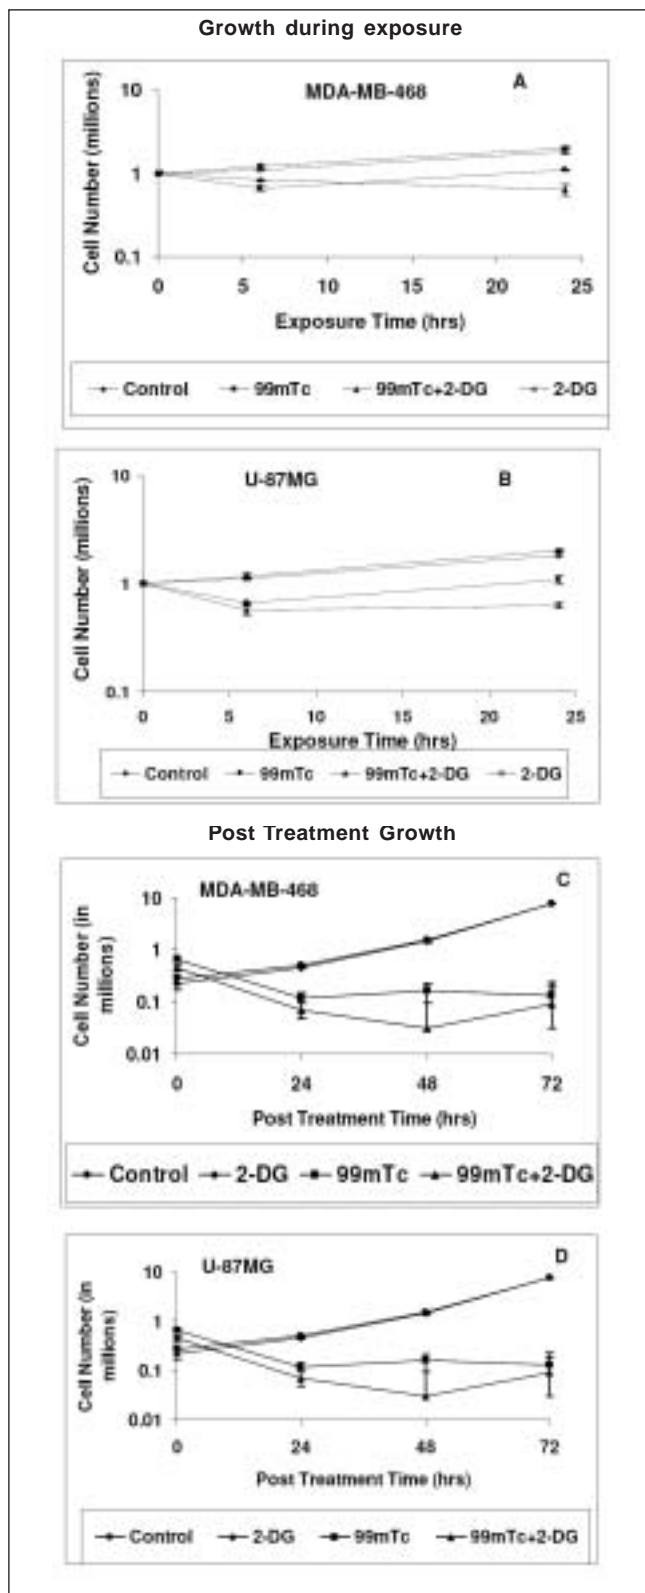 Growth during exposure
MDA-MB-468
A
Cell Number (millions)
10
1
0.1
0 5 10 15 20 25
Exposure Time (hrs)
Control 99mTc 99mTc+2-DG 2-DG
U-87MG
B
Cell Number (millions)
10
1
0.1
0 5 10 15 20 25
Exposure Time (hrs)
Control 99mTc 99mTc+2-DG 2-DG
Post Treatment Growth
MDA-MB-468
C
Cell Number (in
millions)
10
1
0.1
0.01
0 24 48 72
Post Treatment Time (hrs)
Control 2-DG 99mTc 99mTc+2-DG
U-87MG
D
Cell Number (in
millions)
10
1
0.1
0.01
0 24 48 72
Post Treatment Time (hrs)
Control 2-DG 99mTc 99mTc+2-DG